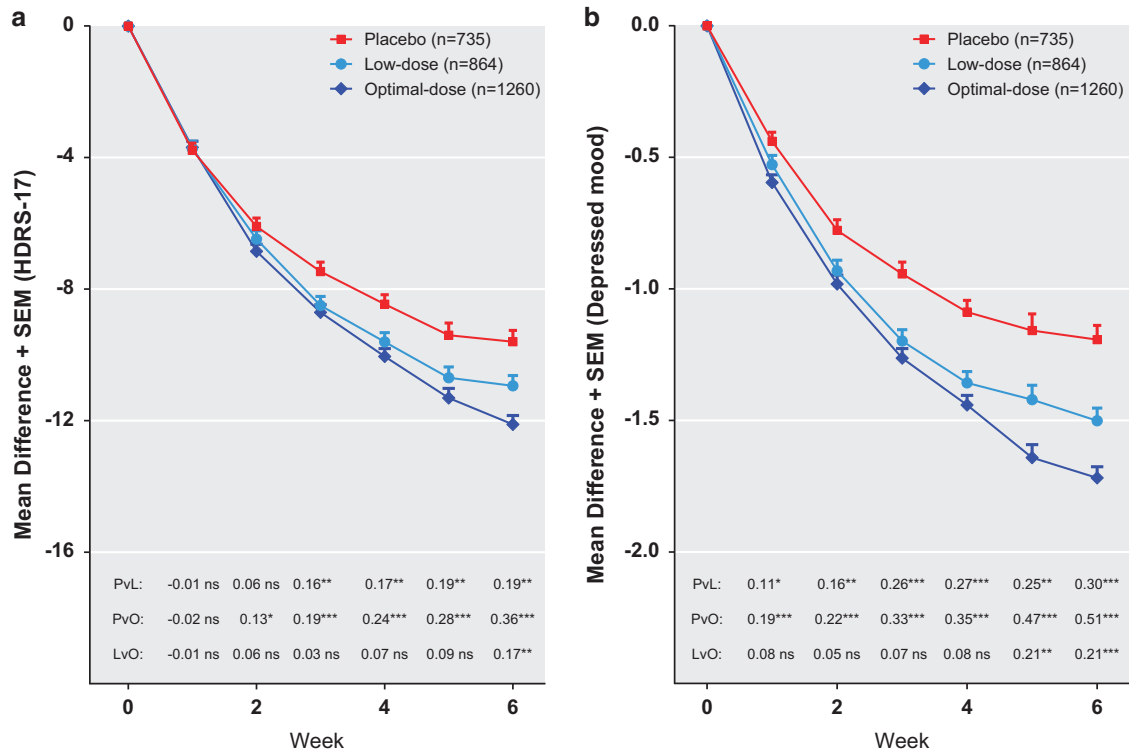 a
Mean Difference + SEM (HDRS-17)
0
-4
-8
-12
-16
Placebo (n=735)
Low-dose (n=864)
Optimal-dose (n=1260)
PvL: -0.01 ns 0.06 ns 0.16** 0.17** 0.19** 0.19**
PvO: -0.02 ns 0.13* 0.19*** 0.24*** 0.28*** 0.36***
LvO: -0.01 ns 0.06 ns 0.03 ns 0.07 ns 0.09 ns 0.17**
0 2 4 6
Week
b
Mean Difference + SEM (Depressed mood)
0.0
-0.5
-1.0
-1.5
-2.0
Placebo (n=735)
Low-dose (n=864)
Optimal-dose (n=1260)
PvL: 0.11* 0.16** 0.26*** 0.27*** 0.25** 0.30***
PvO: 0.19*** 0.22*** 0.33*** 0.35*** 0.47*** 0.51***
LvO: 0.08 ns 0.05 ns 0.07 ns 0.08 ns 0.21** 0.21***
0 2 4 6
Week